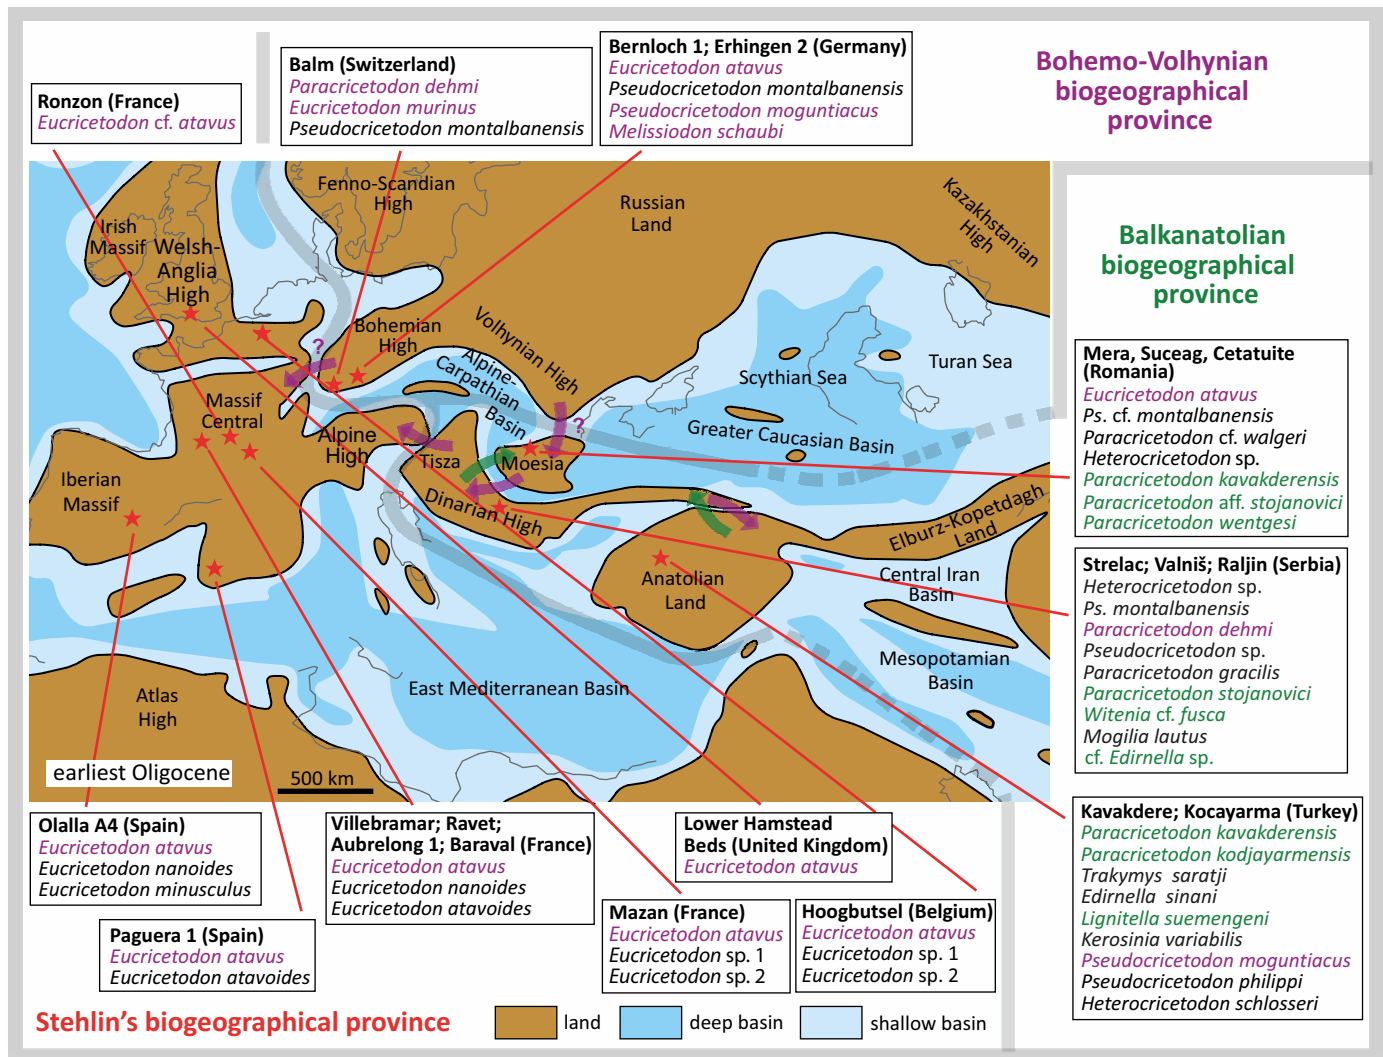 Ronzon (France)
Eucricetodon cf. atavus
Balm (Switzerland)
Paracricetodon dehmi
Eucricetodon murinus
Pseudocricetodon montalbanensis
Bernloch 1; Erhingen 2 (Germany)
Eucricetodon atavus
Pseudocricetodon montalbanensis
Pseudocricetodon moguntiacus
Melissiodon schaubi
Bohemo-Volhynian
biogeographical
province
Balkanatolian
biogeographical
province
Irish
Massif
Welsh-
Anglia
High
Fenno-Scandian
High
Russian
Land
Kazakhstanian
High
Bohemian
High
Volhynian High
Alpine-
Carpathian
Basin
?
?
Massif
Central
Alpine
High
Tisza
Moesia
Dinarian High
Iberian
Massif
Scythian Sea
Turan Sea
Greater Caucasian Basin
Elburz-Kopetdagh
Land
Anatolian
Land
Central Iran
Basin
Mesopotamian
Basin
East Mediterranean Basin
Atlas
High
earliest Oligocene
500 km
Mera, Suceag, Cetatuite
(Romania)
Eucricetodon atavus
Ps. cf. montalbanensis
Paracricetodon cf. walgeri
Heterocricetodon sp.
Paracricetodon kavakderensis
Paracricetodon aff. stojanovici
Paracricetodon wentgesi
Strelac; Valniš; Raljin (Serbia)
Heterocricetodon sp.
Ps. montalbanensis
Paracricetodon dehmi
Pseudocricetodon sp.
Paracricetodon gracilis
Paracricetodon stojanovici
Witenia cf. fusca
Mogilia lautus
cf. Edirnella sp.
Kavakdere; Kocayarma (Turkey)
Paracricetodon kavakderensis
Paracricetodon kodjayarmensis
Trakymys saratji
Edirnella sinani
Lignitella suemengeni
Kerosinia variabilis
Pseudocricetodon moguntiacus
Pseudocricetodon philippi
Heterocricetodon schlosseri
Olalla A4 (Spain)
Eucricetodon atavus
Eucricetodon nanoides
Eucricetodon minusculus
Paguera 1 (Spain)
Eucricetodon atavus
Eucricetodon atavoides
Villebramar; Ravet;
Aubrelong 1; Baraval (France)
Eucricetodon atavus
Eucricetodon nanoides
Eucricetodon atavoides
Lower Hamstead
Beds (United Kingdom)
Eucricetodon atavus
Mazan (France)
Eucricetodon atavus
Eucricetodon sp. 1
Eucricetodon sp. 2
Hoogbutsel (Belgium)
Eucricetodon atavus
Eucricetodon sp. 1
Eucricetodon sp. 2
Stehlin's biogeographical province
land
deep basin
shallow basin